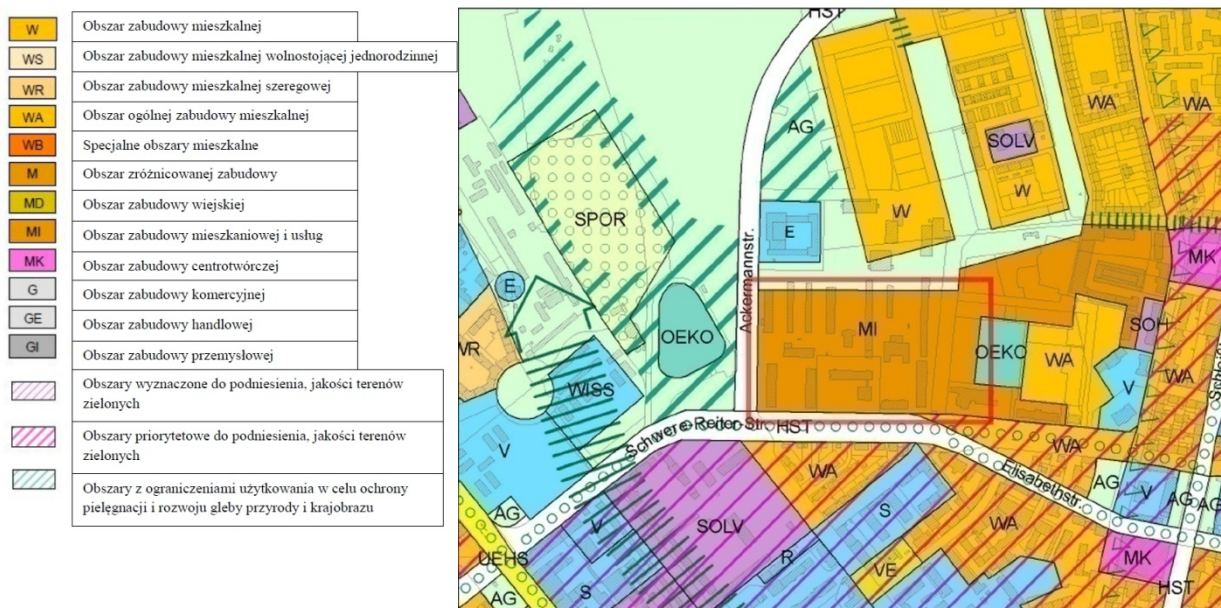 W Obszar zabudowy mieszkalnej
WS Obszar zabudowy mieszkalnej wolnostojącej jednorodzinnej
WR Obszar zabudowy mieszkalnej szeregowej
WA Obszar ogólnej zabudowy mieszkalnej
WB Specjalne obszary mieszkalne
M Obszar zróżnicowanej zabudowy
MD Obszar zabudowy wiejskiej
MI Obszar zabudowy mieszkaniowej i usług
MK Obszar zabudowy centrotwórczej
G Obszar zabudowy komercyjnej
GE Obszar zabudowy handlowej
GI Obszar zabudowy przemysłowej
Obszary wyznaczone do podniesienia, jakości terenów
zielonych
Obszary priorytetowe do podniesienia, jakości terenów
zielonych
Obszary z ograniczeniami użytkowania w celu ochrony
pielęgnacji i rozwoju gleby przyrody i krajobrazu
HST
WA
WA
AG
SOLV
W
SPOR
W
E
MK
E
Ackermannstr.
MI
OEKO
OEKO
SOH
WR
WA
WISS
V
WA
Schwere-Reiter-Str.
HST
V
WA
Elisabethstr.
WA
AG
V
AG
AG
AG
V
SOLV
S
WA
UEHS
R
VE
MK
AG
S
HST